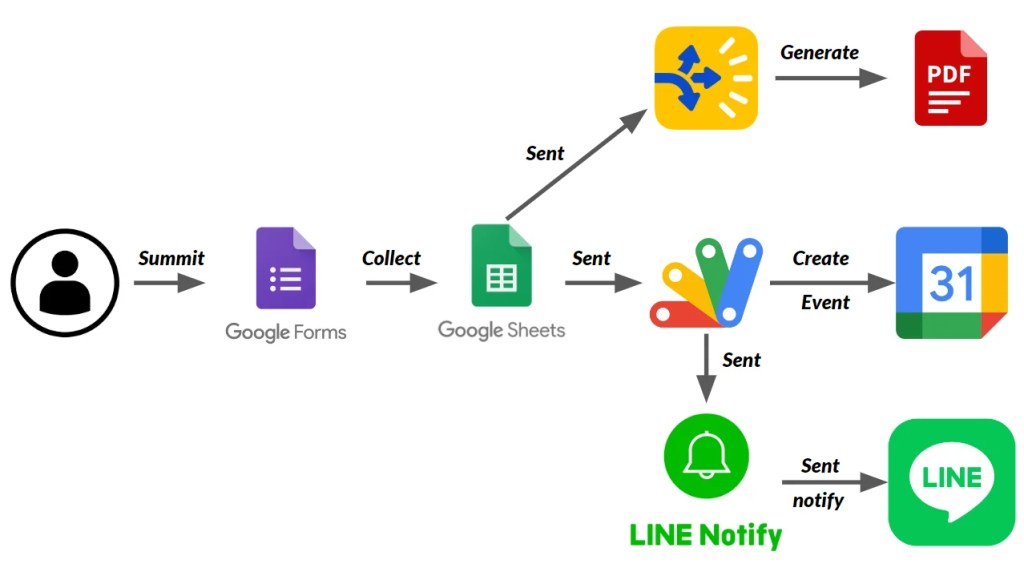 Generate
PDF
Sent
Summit
Collect
Sent
Create
Event
31
Google Forms
Google Sheets
Sent
Sent
notify
LINE
LINE Notify